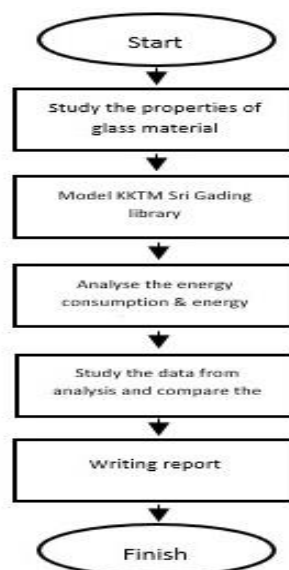 Start
Study the properties of
glass material
Model KKTM Sri Gading
library
Analyse the energy
consumption & energy
Study the data from
analysis and compare the
Writing report
Finish